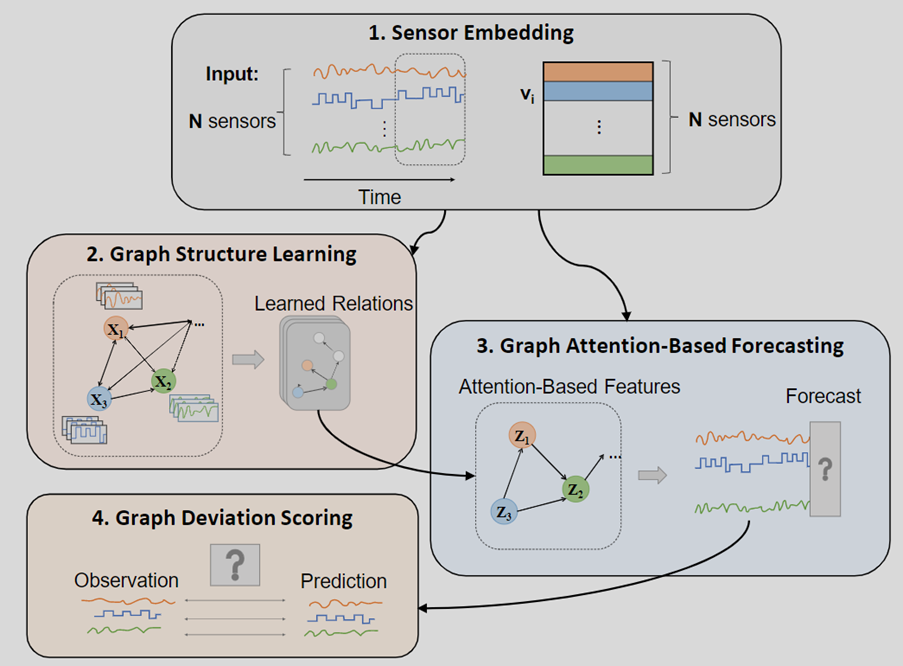 1. Sensor Embedding
Input:
N sensors
⋮
Time
vi
⋮
N sensors
2. Graph Structure Learning
Learned Relations
X1
...
X2
X3
3. Graph Attention-Based Forecasting
Attention-Based Features
Forecast
Z1
...
Z2
Z3
?
4. Graph Deviation Scoring
?
Observation
Prediction